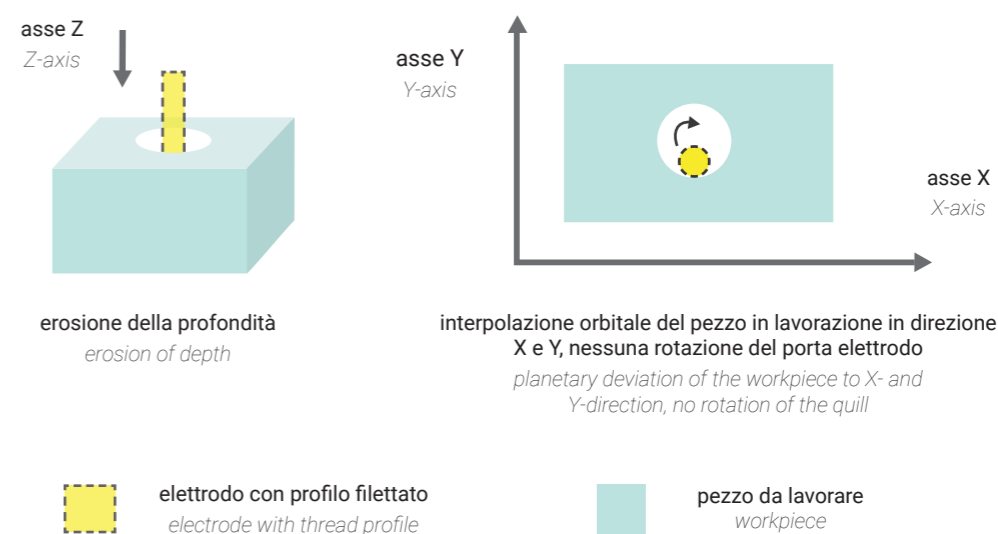 asse Z
Z-axis
asse Y
Y-axis
asse X
X-axis
erosione della profondità
erosion of depth
interpolazione orbitale del pezzo in lavorazione in direzione
X e Y, nessuna rotazione del porta elettrodo
planetary deviation of the workpiece to X- and
Y-direction, no rotation of the quill
elettrodo con profilo filettato
electrode with thread profile
pezzo da lavorare
workpiece